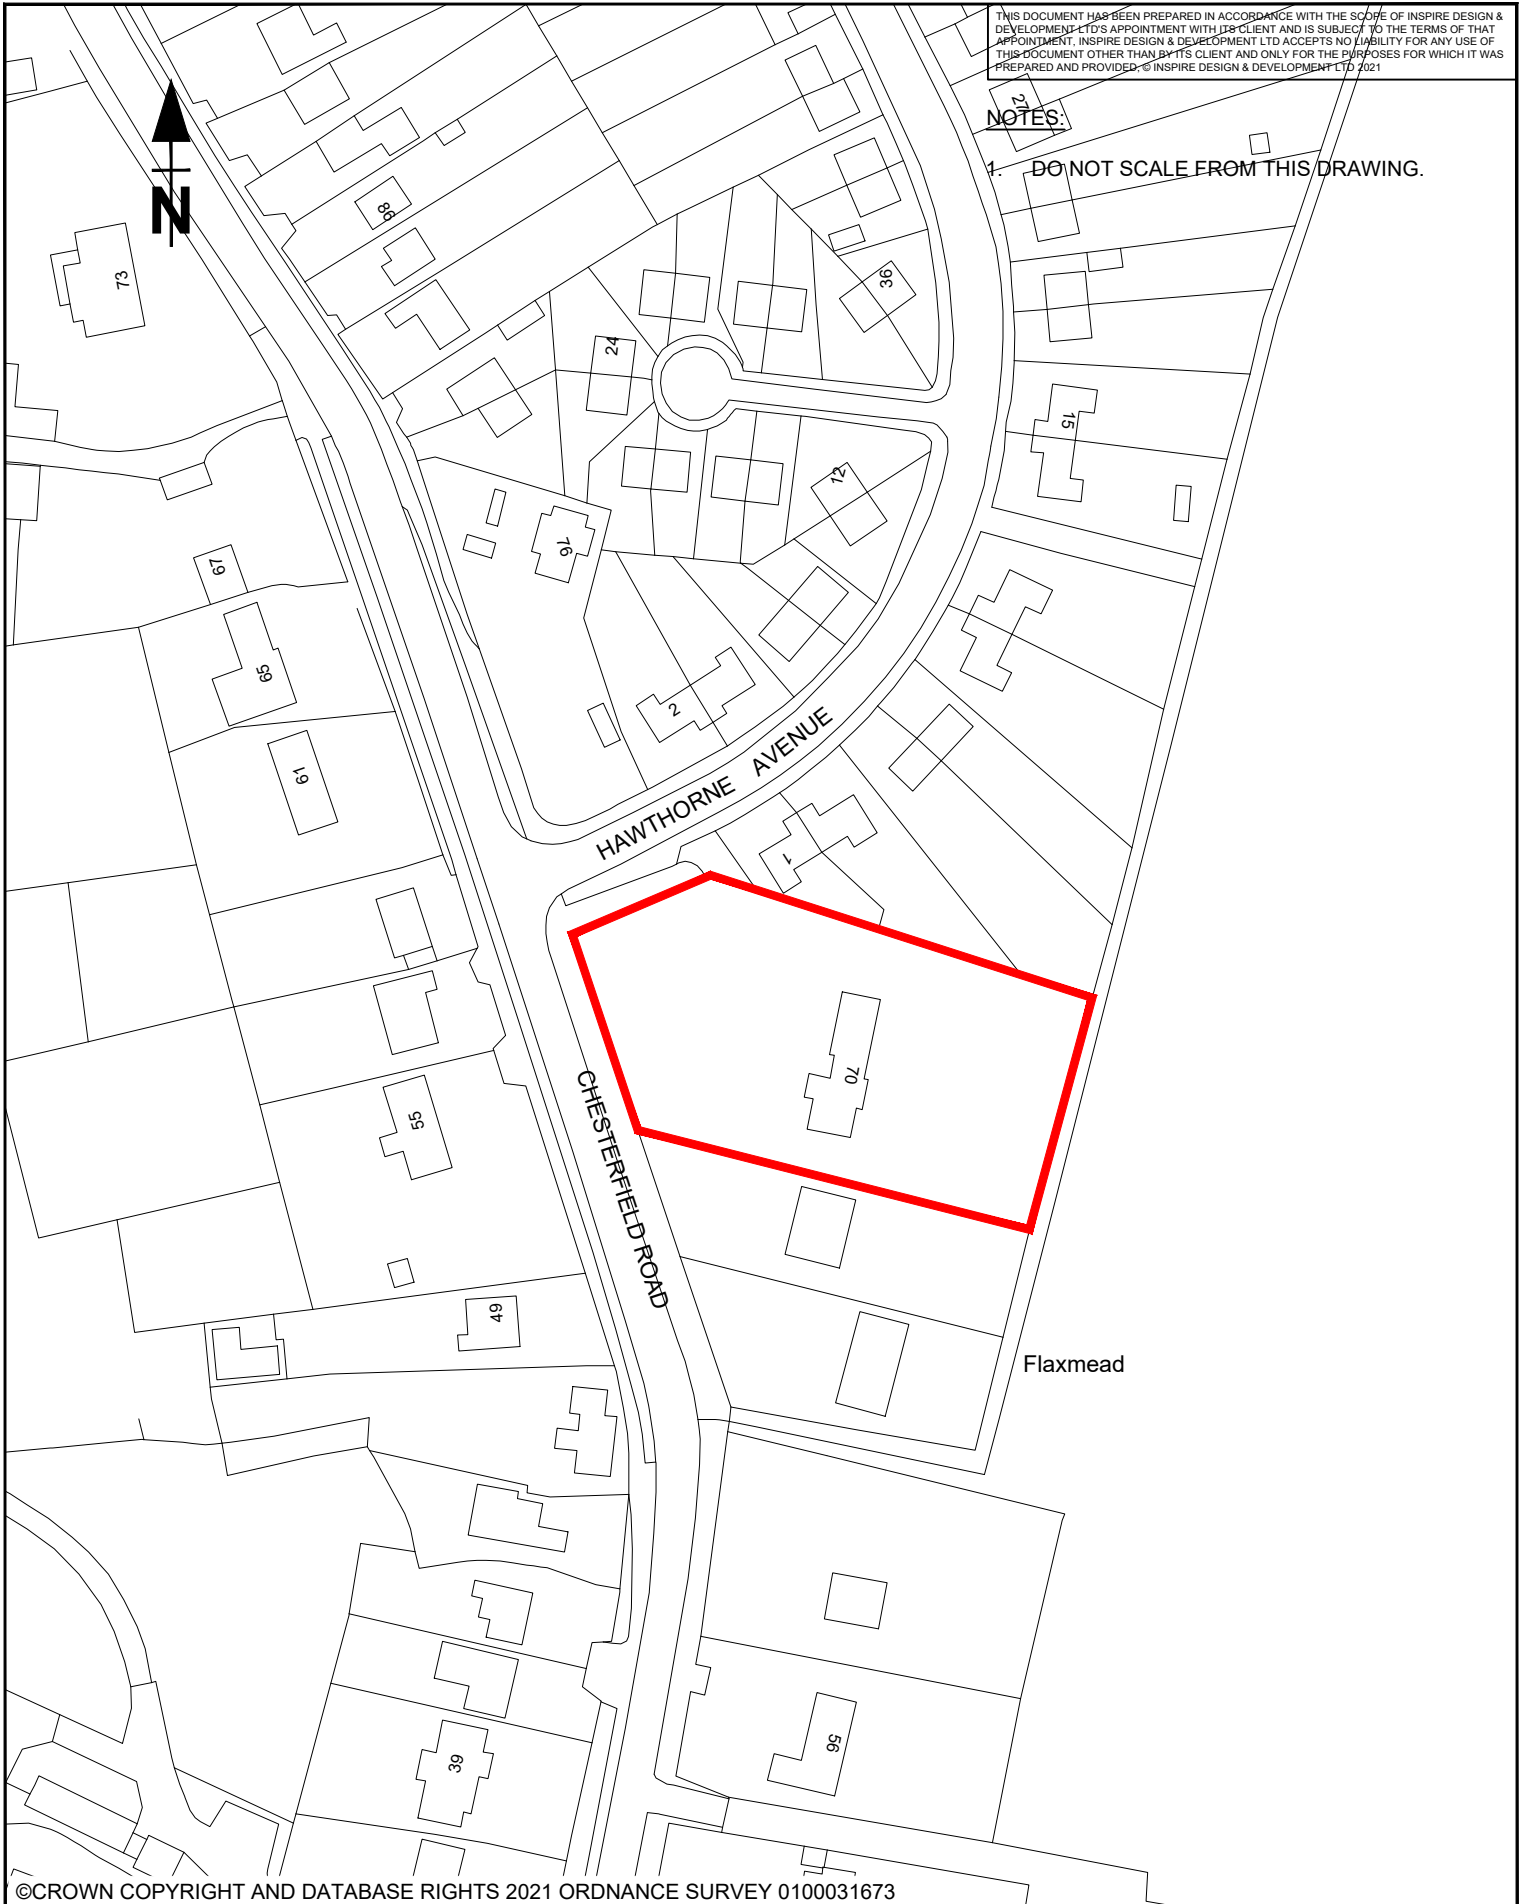 THIS DOCUMENT HAS BEEN PREPARED IN ACCORDANCE WITH THE SCOPE OF INSPIRE DESIGN &
DEVELOPMENT LTD'S APPOINTMENT WITH ITS CLIENT AND IS SUBJECT TO THE TERMS OF THAT
APPOINTMENT, INSPIRE DESIGN & DEVELOPMENT LTD ACCEPTS NO LIABILITY FOR ANY USE OF
THIS DOCUMENT OTHER THAN BY ITS CLIENT AND ONLY FOR THE PURPOSES FOR WHICH IT WAS
PREPARED AND PROVIDED, © INSPIRE DESIGN & DEVELOPMENT LTD 2021
27
NOTES:
1. DO NOT SCALE FROM THIS DRAWING.
N
86
73
36
24
15
12
76
67
65
2
61
HAWTHORNE AVENUE
1
70
55
CHESTERFIELD ROAD
49
Flaxmead
56
39
©CROWN COPYRIGHT AND DATABASE RIGHTS 2021 ORDNANCE SURVEY 0100031673